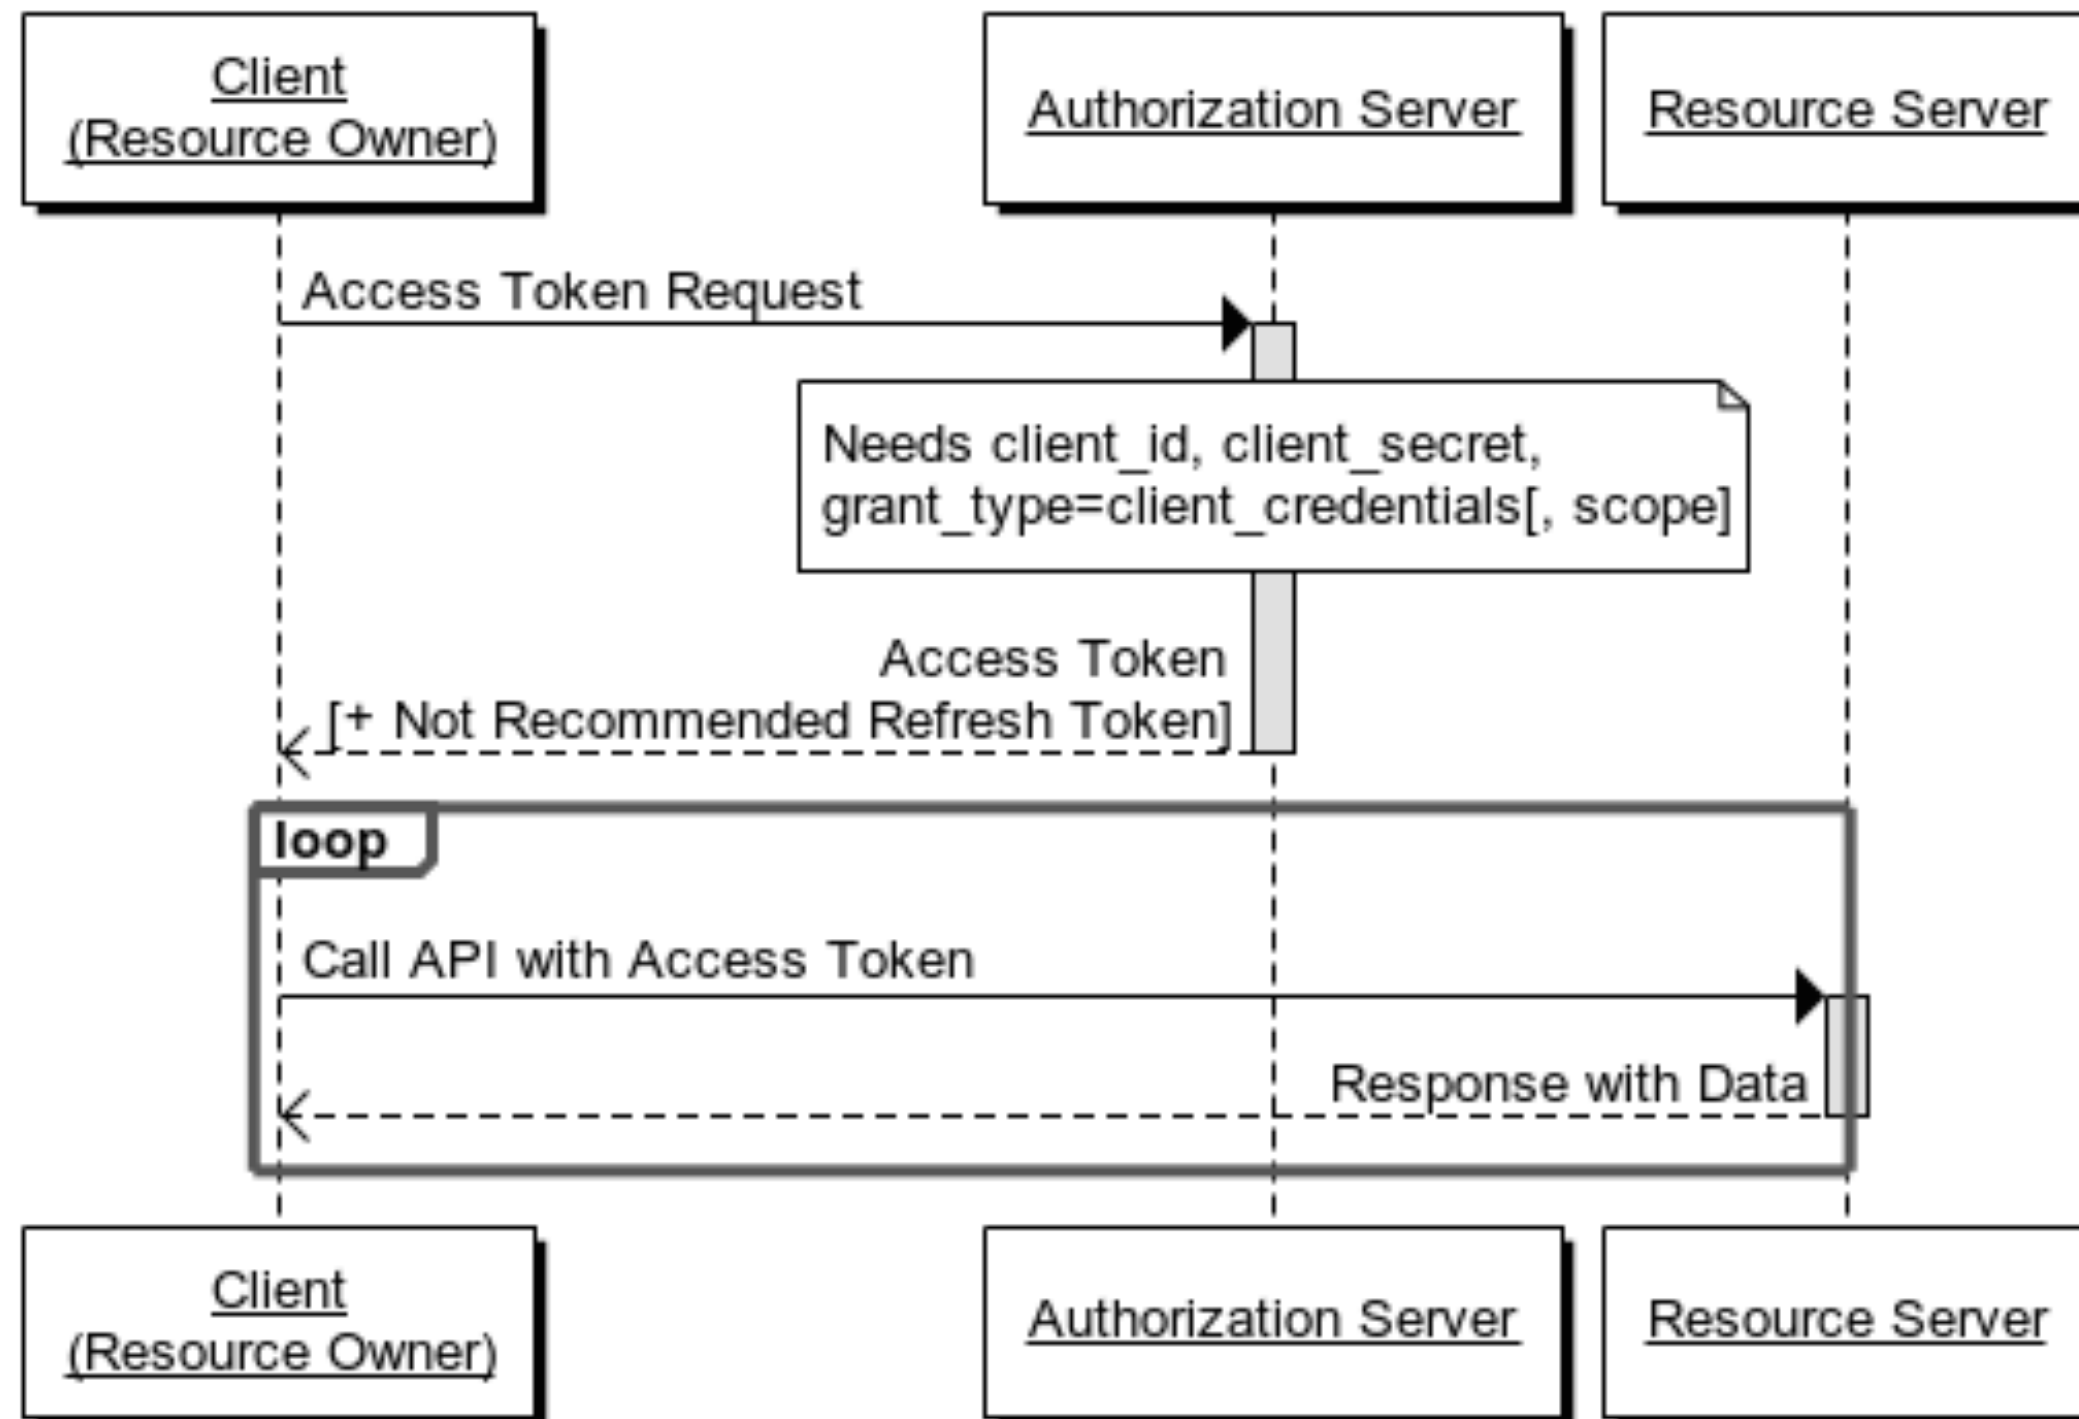 Client
(Resource Owner)
Authorization Server
Resource Server
Access Token Request
Needs client_id, client_secret,
grant_type=client_credentials[, scope]
Access Token
[+ Not Recommended Refresh Token]
loop
Call API with Access Token
Response with Data
Client
(Resource Owner)
Authorization Server
Resource Server